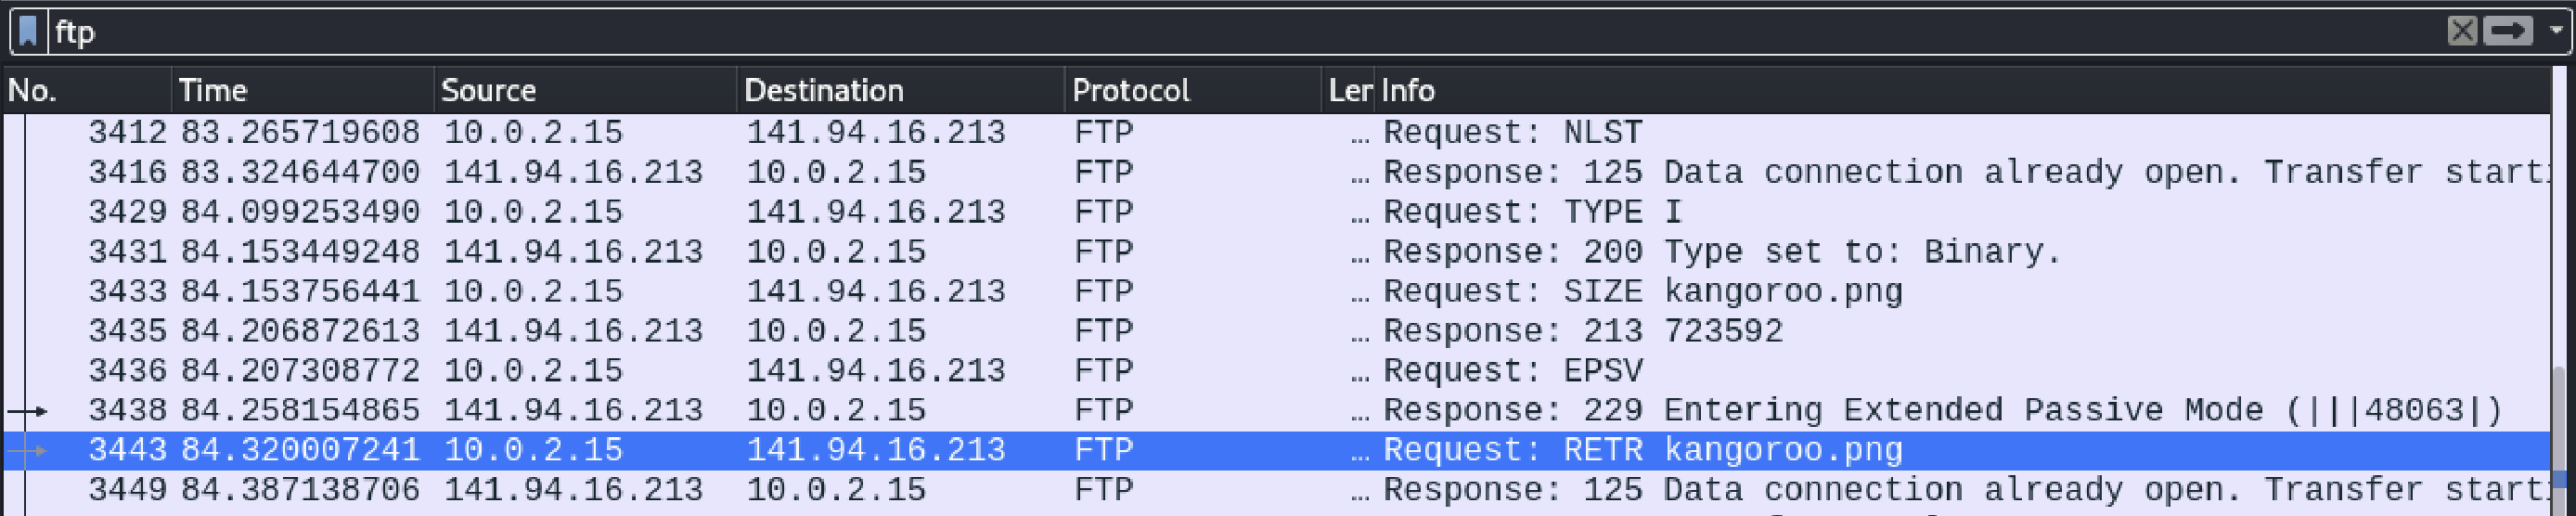 ftp
No. Time Source Destination Protocol Ler Info
3412 83.265719608 10.0.2.15 141.94.16.213 FTP … Request: NLST
3416 83.324644700 141.94.16.213 10.0.2.15 FTP … Response: 125 Data connection already open. Transfer starti
3429 84.099253490 10.0.2.15 141.94.16.213 FTP … Request: TYPE I
3431 84.153449248 141.94.16.213 10.0.2.15 FTP … Response: 200 Type set to: Binary.
3433 84.153756441 10.0.2.15 141.94.16.213 FTP … Request: SIZE kangoroo.png
3435 84.206872613 141.94.16.213 10.0.2.15 FTP … Response: 213 723592
3436 84.207308772 10.0.2.15 141.94.16.213 FTP … Request: EPSV
3438 84.258154865 141.94.16.213 10.0.2.15 FTP … Response: 229 Entering Extended Passive Mode (|||48063|)
3443 84.320007241 10.0.2.15 141.94.16.213 FTP … Request: RETR kangoroo.png
3449 84.387138706 141.94.16.213 10.0.2.15 FTP … Response: 125 Data connection already open. Transfer starti